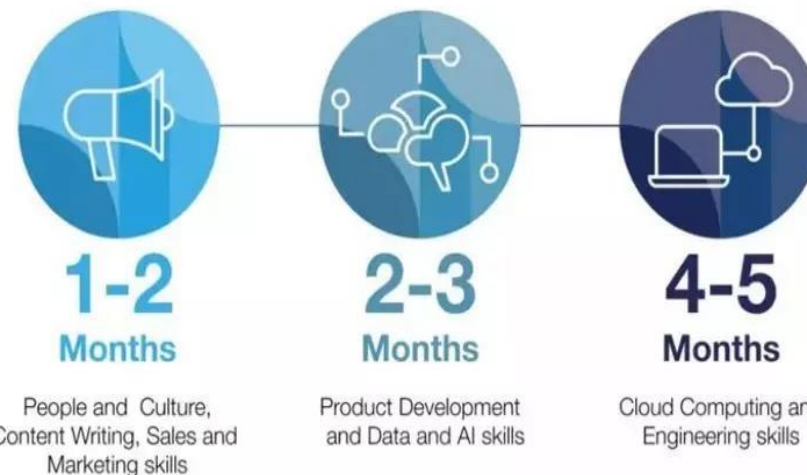 1-2
Months
People and Culture,
Content Writing, Sales and
Marketing skills
2-3
Months
Product Development
and Data and AI skills
4-5
Months
Cloud Computing an
Engineering skills